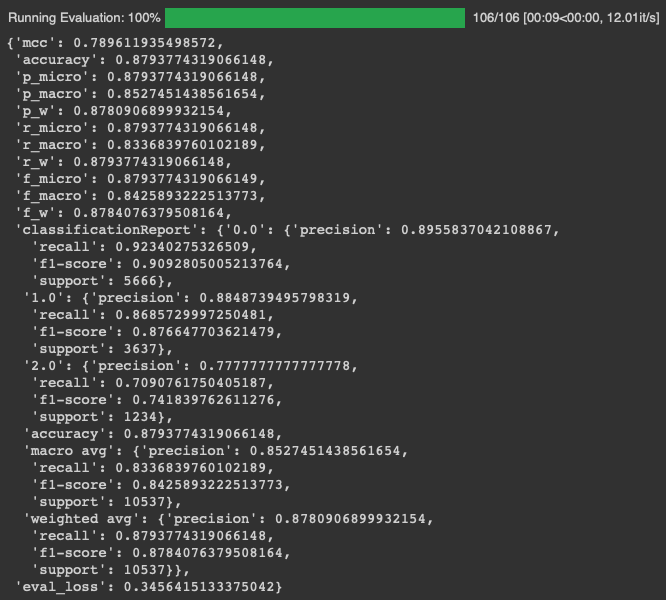 Running Evaluation: 100% 106/106 [00:09<00:00, 12.01it/s]
{'mcc': 0.789611935498572,
'accuracy': 0.8793774319066148,
'p_micro': 0.8793774319066148,
'p_macro': 0.8527451438561654,
'p_w': 0.8780906899932154,
'r_micro': 0.8793774319066148,
'r_macro': 0.8336839760102189,
'r_w': 0.8793774319066148,
'f_micro': 0.8793774319066149,
'f_macro': 0.8425893222513773,
'f_w': 0.8784076379508164,
'classificationReport': {'0.0': {'precision': 0.8955837042108867,
'recall': 0.92340275326509,
'f1-score': 0.9092805005213764,
'support': 5666},
'1.0': {'precision': 0.8848739495798319,
'recall': 0.8685729997250481,
'f1-score': 0.876647703621479,
'support': 3637},
'2.0': {'precision': 0.7777777777777778,
'recall': 0.7090761750405187,
'f1-score': 0.741839762611276,
'support': 1234},
'accuracy': 0.8793774319066148,
'macro avg': {'precision': 0.8527451438561654,
'recall': 0.8336839760102189,
'f1-score': 0.8425893222513773,
'support': 10537},
'weighted avg': {'precision': 0.8780906899932154,
'recall': 0.8793774319066148,
'f1-score': 0.8784076379508164,
'support': 10537}},
'eval_loss': 0.3456415133375042}